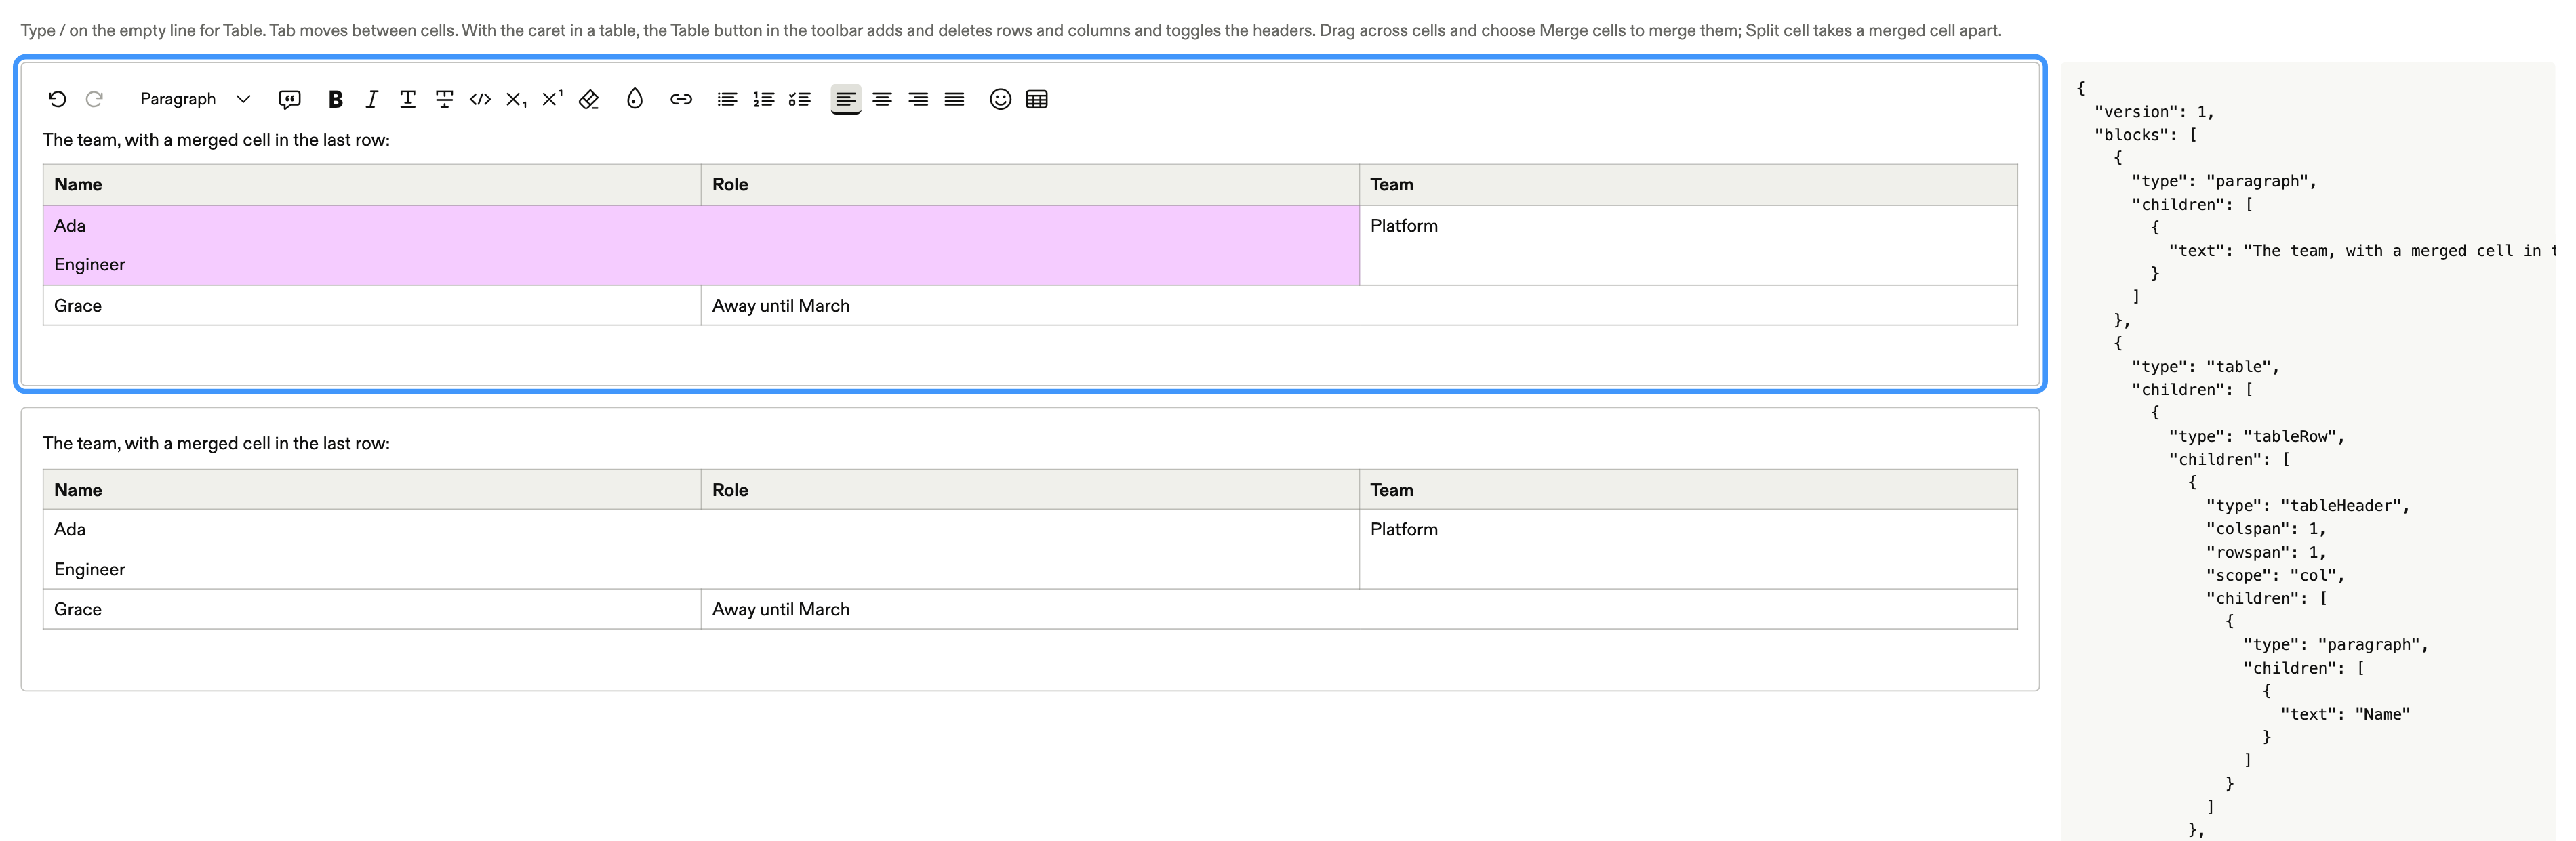 Type / on the empty line for Table. Tab moves between cells. With the caret in a table, the Table button in the toolbar adds and deletes rows and columns and toggles the headers. Drag across cells and choose Merge cells to merge them; Split cell takes a merged cell apart.
Paragraph
The team, with a merged cell in the last row:
Name Role Team
Ada Platform
Engineer
Grace Away until March
The team, with a merged cell in the last row:
Name Role Team
Ada Platform
Engineer
Grace Away until March
{
"version": 1,
"blocks": [
{
"type": "paragraph",
"children": [
{
"text": "The team, with a merged cell in t
}
]
},
{
"type": "table",
"children": [
{
"type": "tableRow",
"children": [
{
"type": "tableHeader",
"colspan": 1,
"rowspan": 1,
"scope": "col",
"children": [
{
"type": "paragraph",
"children": [
{
"text": "Name"
}
]
}
]
},